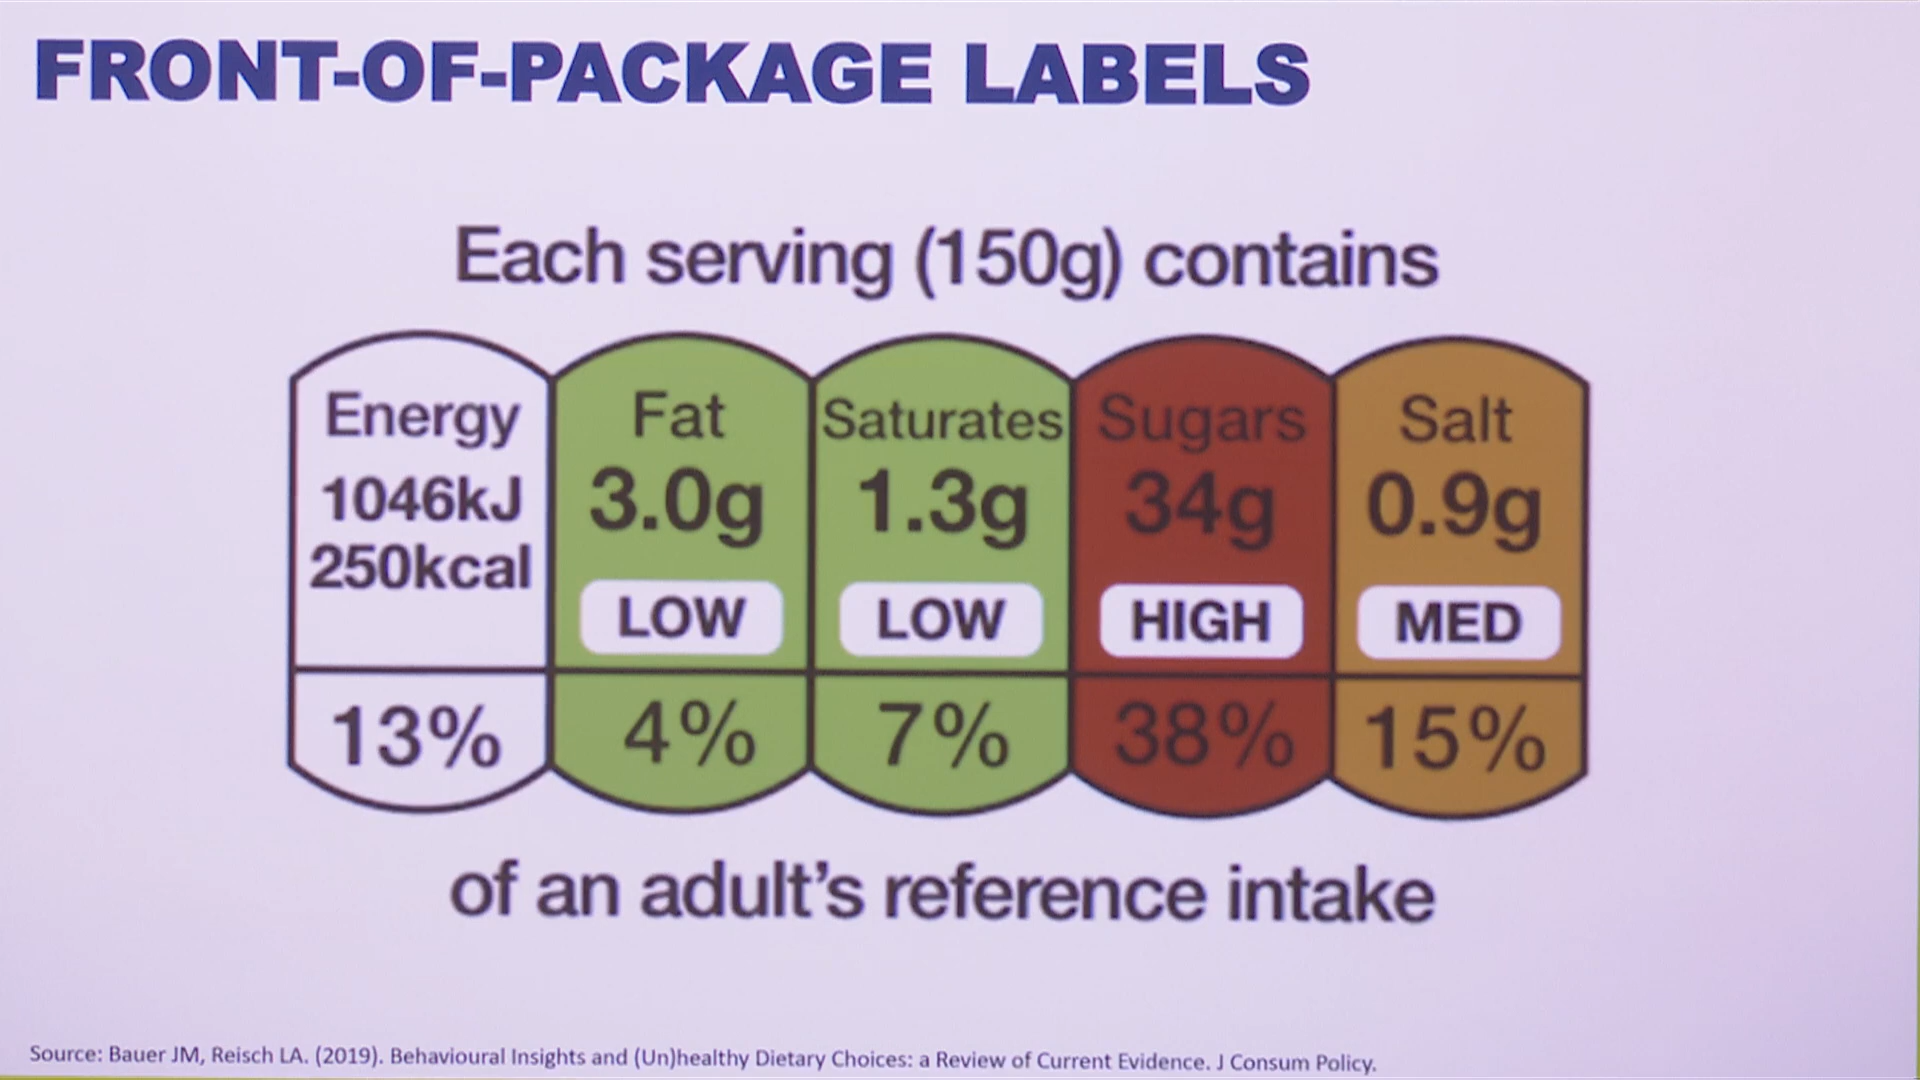 FRONT-OF-PACKAGE LABELS
Each serving (150g) contains
Energy
1046kJ
250kcal
13%
Fat
3.0g
LOW
4%
Saturates
1.3g
LOW
7%
Sugars
34g
HIGH
38%
Salt
0.9g
MED
15%
of an adult's reference intake
Source: Bauer JM, Reisch LA. (2019). Behavioural Insights and (Un)healthy Dietary Choices: a Review of Current Evidence. J Consum Policy.